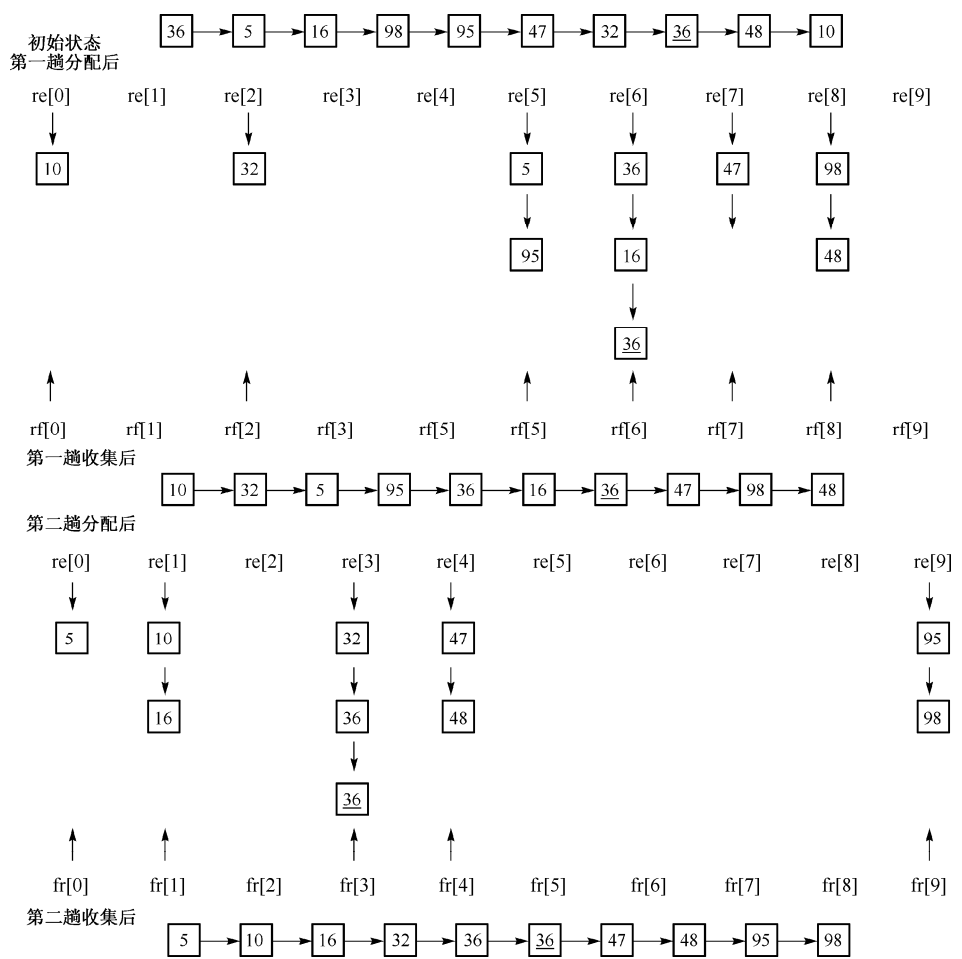 36 5 16 98 95 47 32 36 48 10
初始状态
第一趟分配后
re[0] re[1] re[2] re[3] re[4] re[5] re[6] re[7] re[8] re[9]
10 32 5 36 47 98
95 16 48
36
rf[0] rf[1] rf[2] rf[3] rf[5] rf[5] rf[6] rf[7] rf[8] rf[9]
第一趟收集后
10 32 5 95 36 16 36 47 98 48
第二趟分配后
re[0] re[1] re[2] re[3] re[4] re[5] re[6] re[7] re[8] re[9]
5 10 32 47 95
16 36 48 98
36
fr[0] fr[1] fr[2] fr[3] fr[4] fr[5] fr[6] fr[7] fr[8] fr[9]
第二趟收集后
5 10 16 32 36 36 47 48 95 98